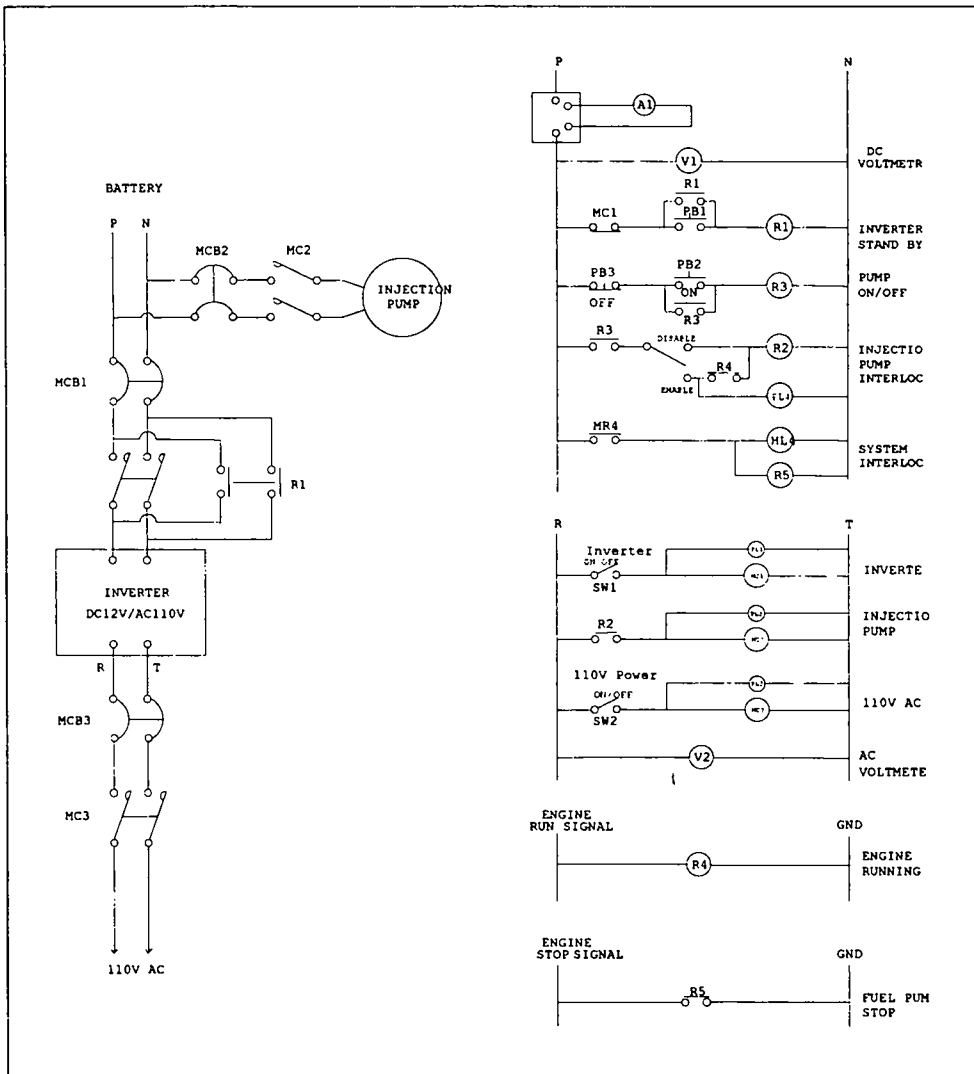 BATTERY
P N
MCB2
MC2
INJECTION
PUMP
MCB1
R1
INVERTER
DC12V/AC110V
R T
MCB3
MC3
110V AC
P N
A1
V1
DC
VOLTMETR
R1
MC1
PB1
R1
INVERTER
STAND BY
PB3
OFF
PB2
ON
R3
R3
PUMP
ON/OFF
R3
DISABLE
ENABLE
R4
R2
INJECTIO
PUMP
INTERLOC
MR4
R5
SYSTEM
INTERLOC
R T
Inverter
ON OFF
SW1
INVERTE
R2
INJECTIO
PUMP
110V Power
ON/OFF
SW2
110V AC
V2
AC
VOLTMETE
ENGINE
RUN SIGNAL
GND
R4
ENGINE
RUNNING
ENGINE
STOP SIGNAL
GND
R5
FUEL PUM
STOP